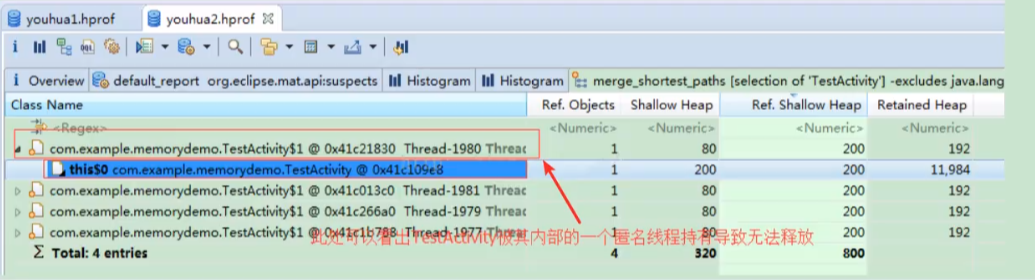 youhua1.hprof youhua2.hprof
i Overview default_report org.eclipse.mat.api:suspects Histogram Histogram merge_shortest_paths [selection of 'TestActivity'] -excludes java.lang
Class Name Ref. Objects Shallow Heap Ref. Shallow Heap Retained Heap
<Regex> <Numeric> <Numeric> <Numeric> <Numeric>
com.example.memorydemo.TestActivity$1 @ 0x41c21830 Thread-1980 Threac 1 80 200 192
this$0 com.example.memorydemo.TestActivity @ 0x41c109e8 1 200 200 11,984
com.example.memorydemo.TestActivity$1 @ 0x41c013c0 Thread-1981 Threac 1 80 200 192
com.example.memorydemo.TestActivity$1 @ 0x41c266a0 Thread-1979 Threac 1 80 200 192
com.example.memorydemo.TestActivity$1 @ 0x41c1b788 Thread-1977 Threac 1 80 200 192
此处可以看出TestActivity被其内部的一个匿名线程持有导致无法释放
Σ Total: 4 entries 4 320 800